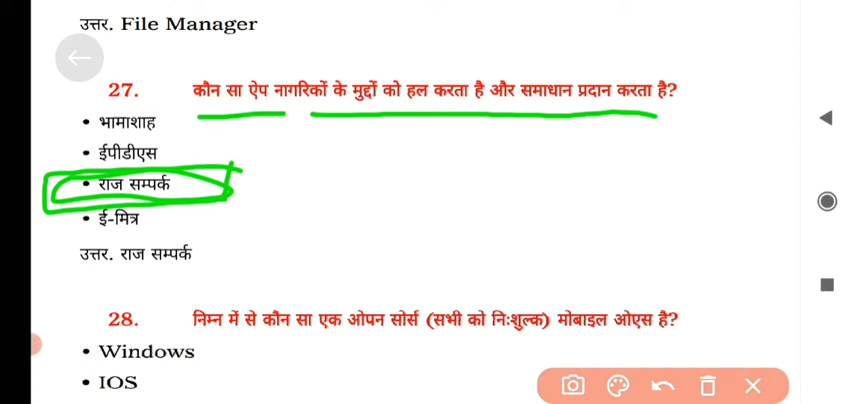 उत्तर. File Manager
27. कौन सा ऐप नागरिकों के मुद्दों को हल करता है और समाधान प्रदान करता है?
• भामाशाह
• ईपीडीएस
• राज सम्पर्क
• ई-मित्र
उत्तर. राज सम्पर्क
28. निम्न में से कौन सा एक ओपन सोर्स (सभी को निःशुल्क) मोबाइल ओएस है?
• Windows
• IOS